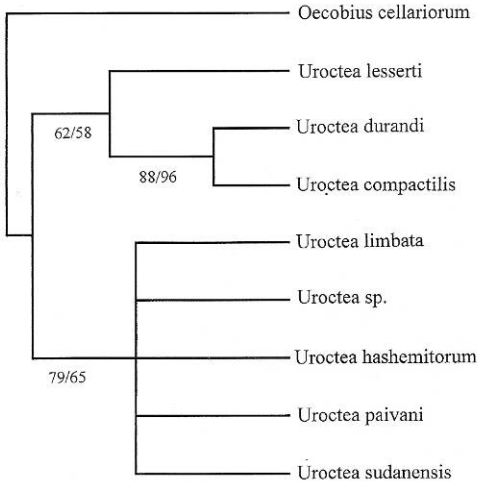 Oecobius cellariorum
Uroctea lesserti
62/58
Uroctea durandi
88/96
Uroctea compactilis
Uroctea limbata
Uroctea sp.
Uroctea hashemitorum
79/65
Uroctea paivani
Uroctea sudanensis